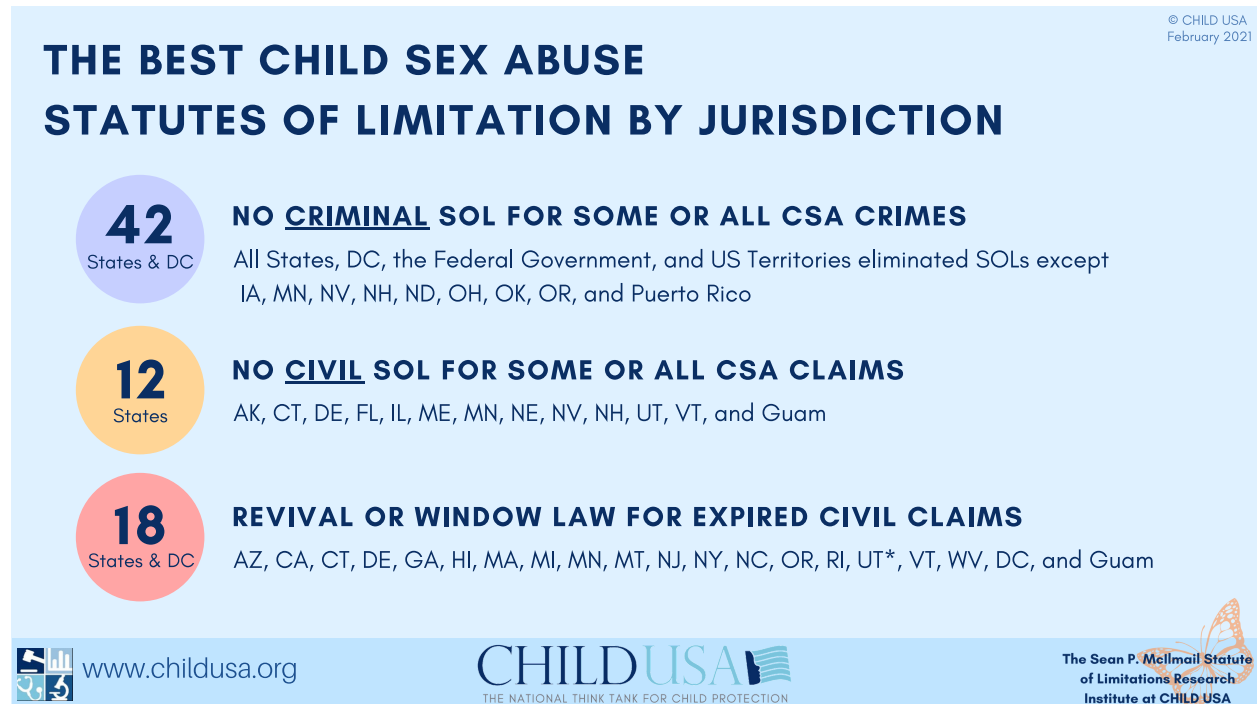 © CHILD USA
February 2021
THE BEST CHILD SEX ABUSE
STATUTES OF LIMITATION BY JURISDICTION
42
States & DC
NO CRIMINAL SOL FOR SOME OR ALL CSA CRIMES
All States, DC, the Federal Government, and US Territories eliminated SOLs except
IA, MN, NV, NH, ND, OH, OK, OR, and Puerto Rico
12
States
NO CIVIL SOL FOR SOME OR ALL CSA CLAIMS
AK, CT, DE, FL, IL, ME, MN, NE, NV, NH, UT, VT, and Guam
18
States & DC
REVIVAL OR WINDOW LAW FOR EXPIRED CIVIL CLAIMS
AZ, CA, CT, DE, GA, HI, MA, MI, MN, MT, NJ, NY, NC, OR, RI, UT*, VT, WV, DC, and Guam
www.childusa.org
CHILD USA
THE NATIONAL THINK TANK FOR CHILD PROTECTION
The Sean P. McIlmail Statute
of Limitations Research
Institute at CHILD USA